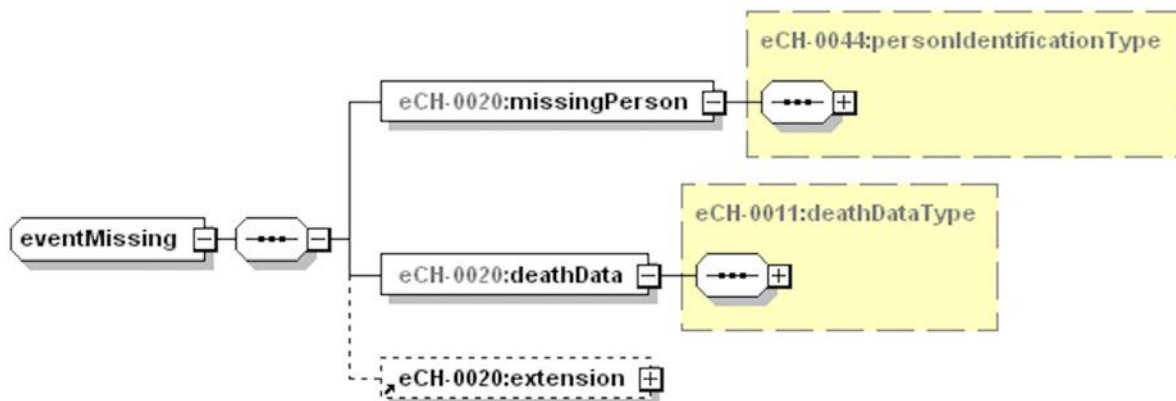 eCH-0044:personIdentificationType
eCH-0020:missingPerson
eCH-0011:deathDataType
eventMissing
eCH-0020:deathData
eCH-0020:extension